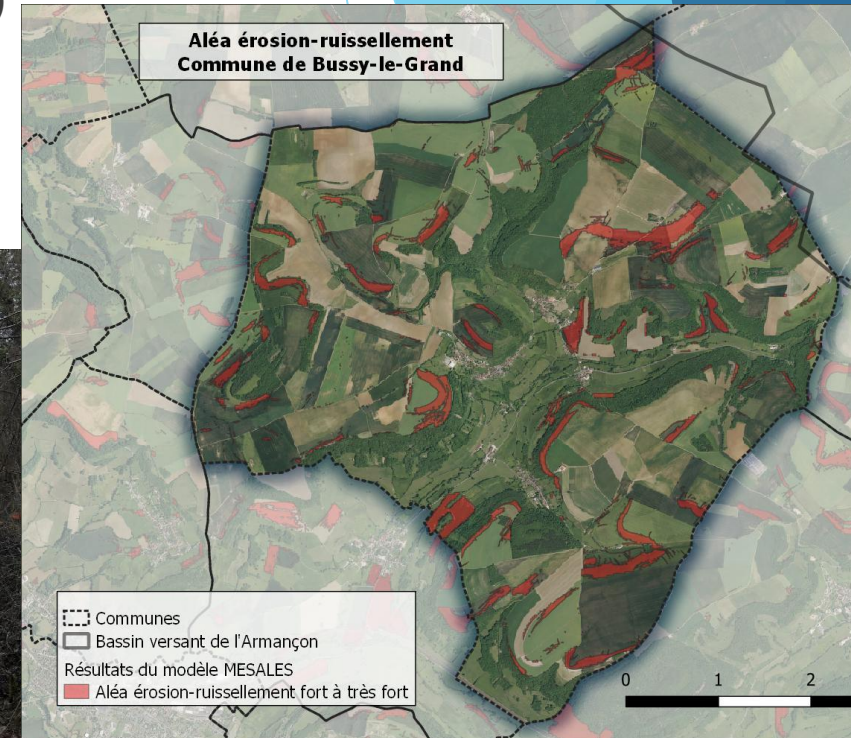 Aléa érosion-ruissellement
Commune de Bussy-le-Grand
Communes
Bassin versant de l'Armançon
Résultats du modèle MESALES
Aléa érosion-ruissellement fort à très fort
0 1 2